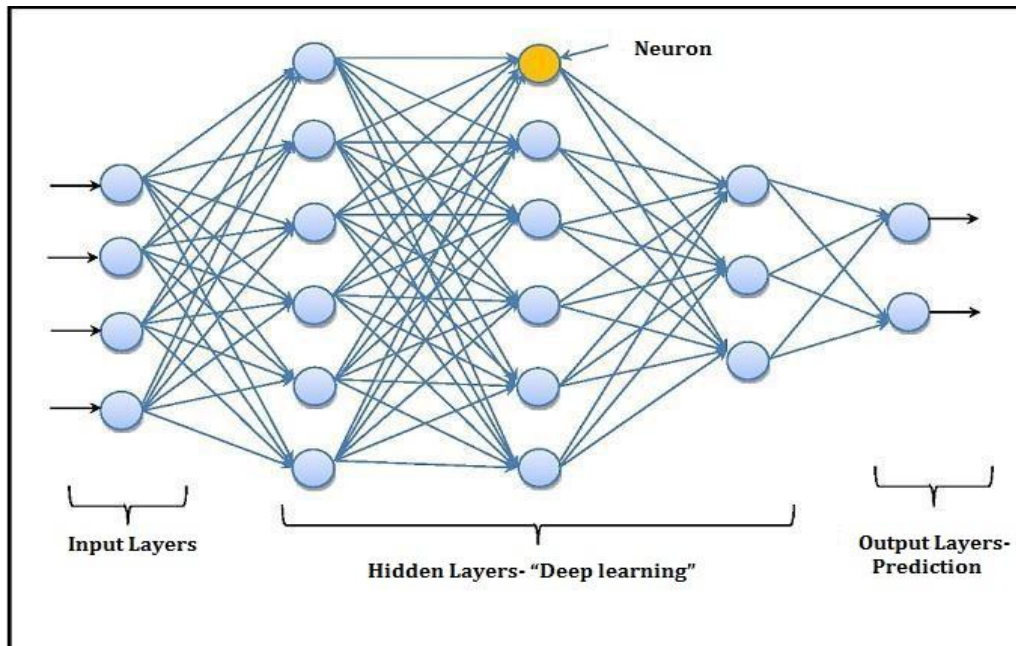 Neuron
Input Layers
Hidden Layers- “Deep learning”
Output Layers-
Prediction